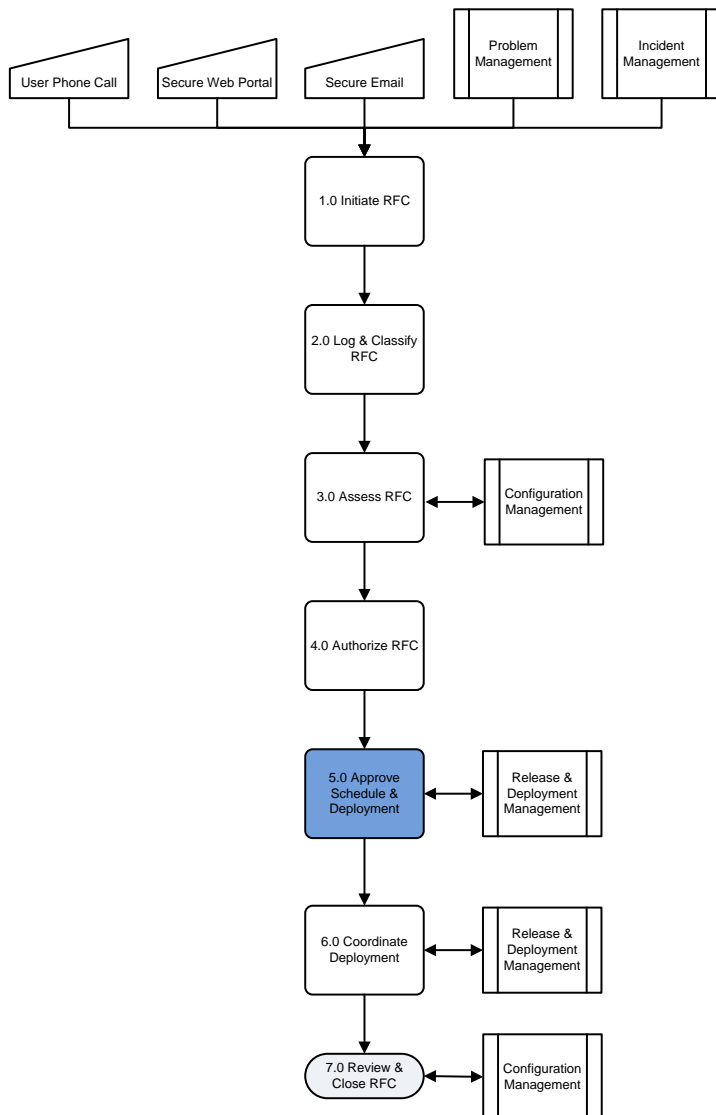 User Phone Call
Secure Web Portal
Secure Email
Problem
Management
Incident
Management
1.0 Initiate RFC
2.0 Log & Classify
RFC
3.0 Assess RFC
Configuration
Management
4.0 Authorize RFC
5.0 Approve
Schedule &
Deployment
Release &
Deployment
Management
6.0 Coordinate
Deployment
Release &
Deployment
Management
7.0 Review &
Close RFC
Configuration
Management